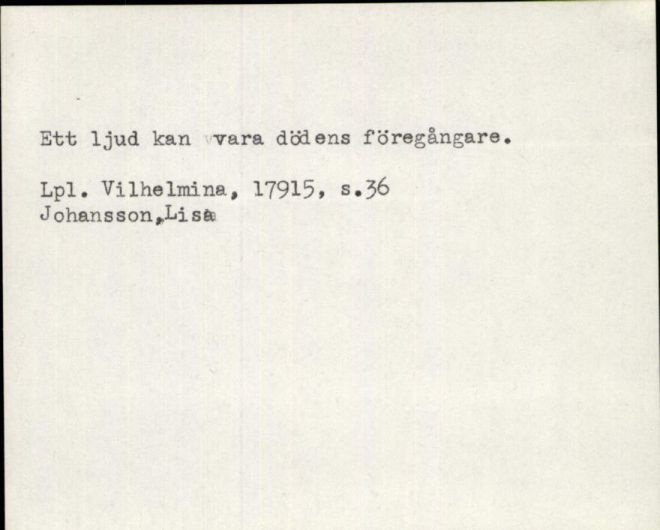 Ett ljud kan vara dödens föregångare.
Lpl. Vilhelmina, 17915, s.36
Johansson,Lisa